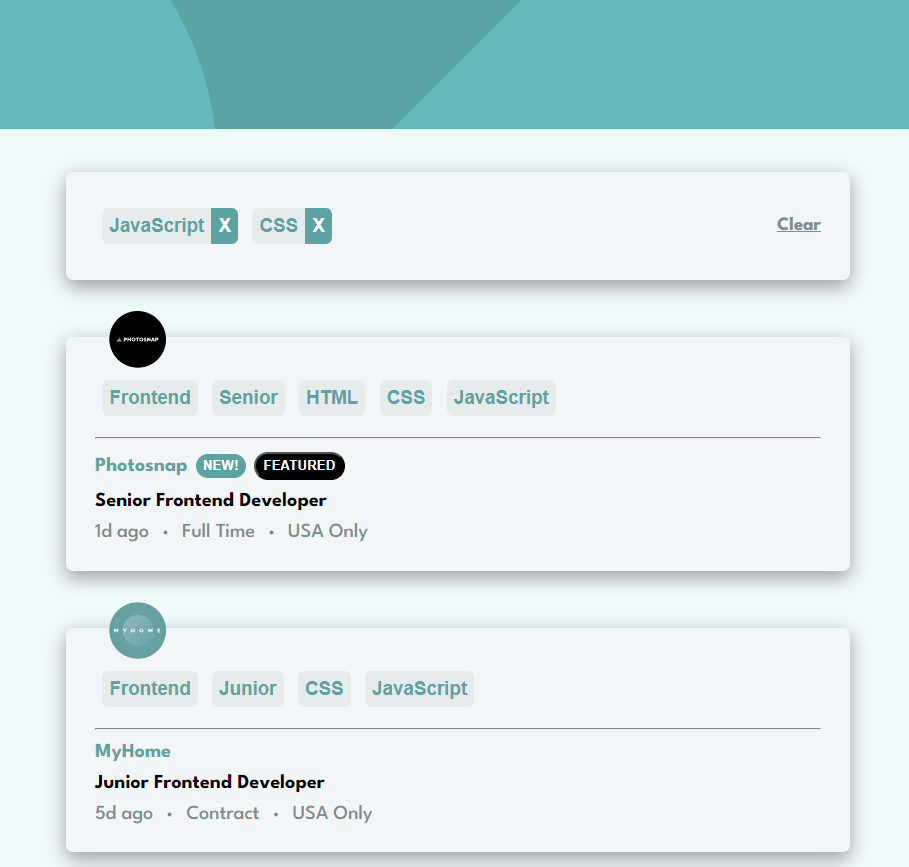 JavaScript X CSS X Clear
PHOTOSNAP
Frontend Senior HTML CSS JavaScript
Photosnap NEW! FEATURED
Senior Frontend Developer
1d ago • Full Time • USA Only
MYHOME
Frontend Junior CSS JavaScript
MyHome
Junior Frontend Developer
5d ago • Contract • USA Only